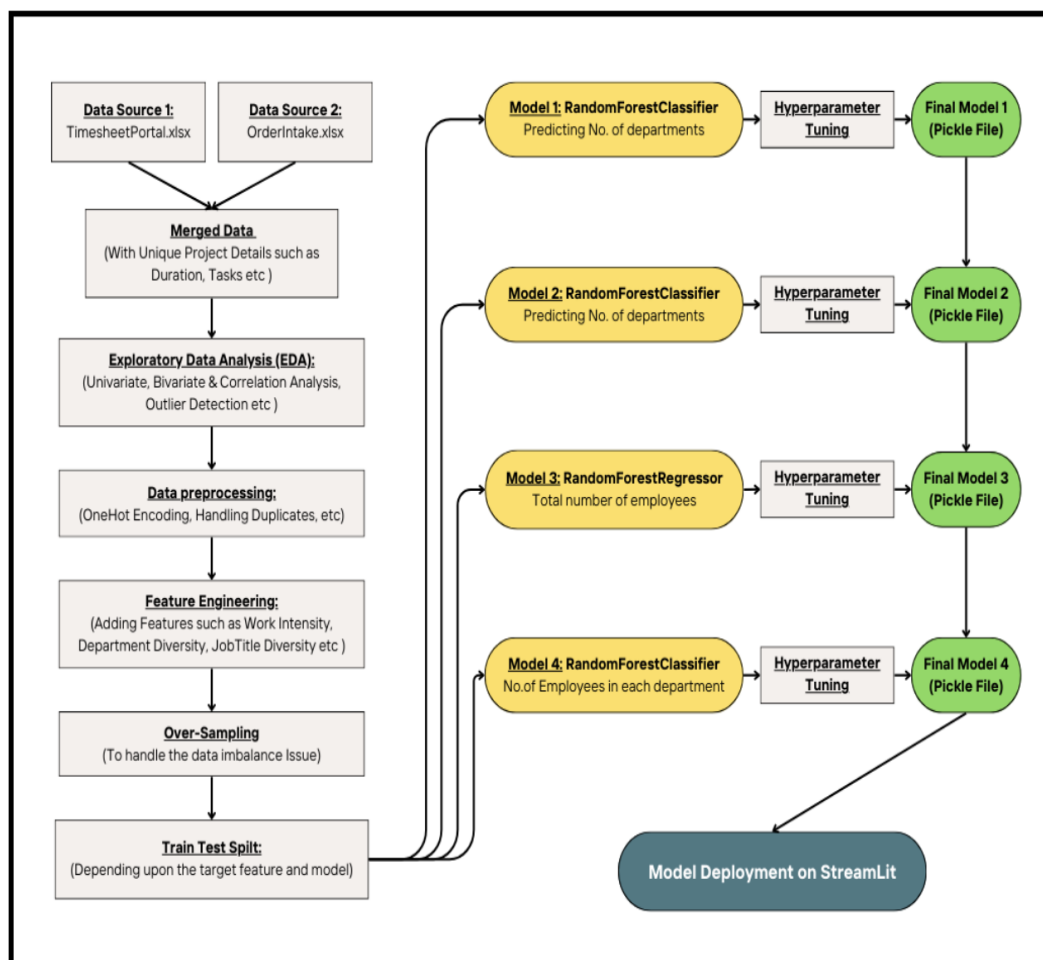 Data Source 1:
TimesheetPortal.xlsx
Data Source 2:
OrderIntake.xlsx
Merged Data
(With Unique Project Details such as
Duration, Tasks etc )
Exploratory Data Analysis (EDA):
(Univariate, Bivariate & Correlation Analysis,
Outlier Detection etc )
Data preprocessing:
(OneHot Encoding, Handling Duplicates, etc)
Feature Engineering:
(Adding Features such as Work Intensity,
Department Diversity, JobTitle Diversity etc )
Over-Sampling
(To handle the data imbalance Issue)
Train Test Spilt:
(Depending upon the target feature and model)
Model 1: RandomForestClassifier
Predicting No. of departments
Hyperparameter
Tuning
Final Model 1
(Pickle File)
Model 2: RandomForestClassifier
Predicting No. of departments
Hyperparameter
Tuning
Final Model 2
(Pickle File)
Model 3: RandomForestRegressor
Total number of employees
Hyperparameter
Tuning
Final Model 3
(Pickle File)
Model 4: RandomForestClassifier
No.of Employees in each department
Hyperparameter
Tuning
Final Model 4
(Pickle File)
Model Deployment on StreamLit